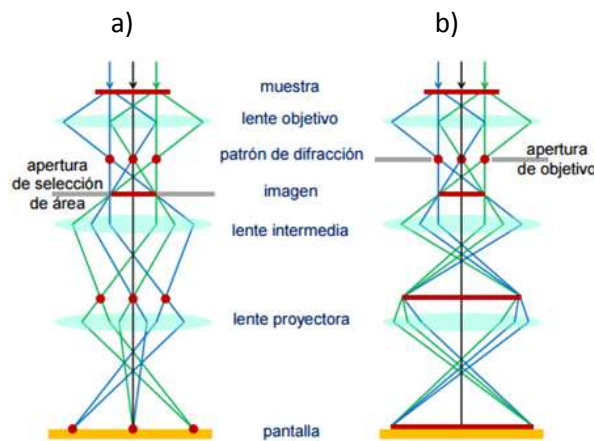 a)
b)
muestra
lente objetivo
patrón de difracción
apertura
de selección
de área
apertura
de objetivo
imagen
lente intermedia
lente proyectora
pantalla